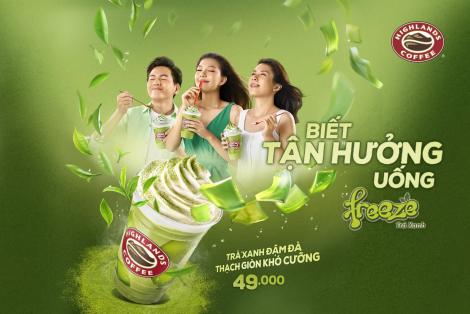 HIGHLANDS
COFFEE
®
BIẾT
TẬN HƯỞNG
UỐNG
freeze
Trà Xanh
TRÀ XANH ĐẬM ĐÀ
THẠCH GIÒN KHÓ CƯỠNG
49.000
HIGHLANDS
COFFEE